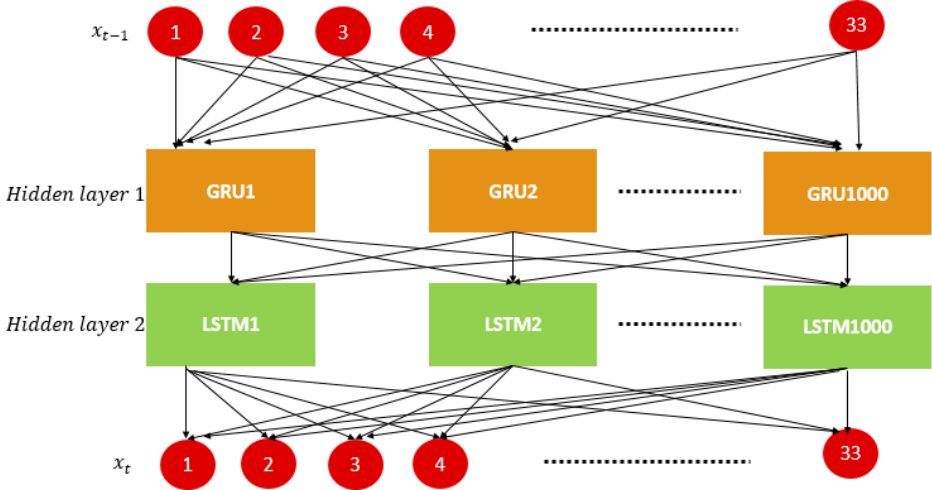 x_{t-1} 1 2 3 4 33
Hidden layer 1 GRU1 GRU2 GRU1000
Hidden layer 2 LSTM1 LSTM2 LSTM1000
x_t 1 2 3 4 33